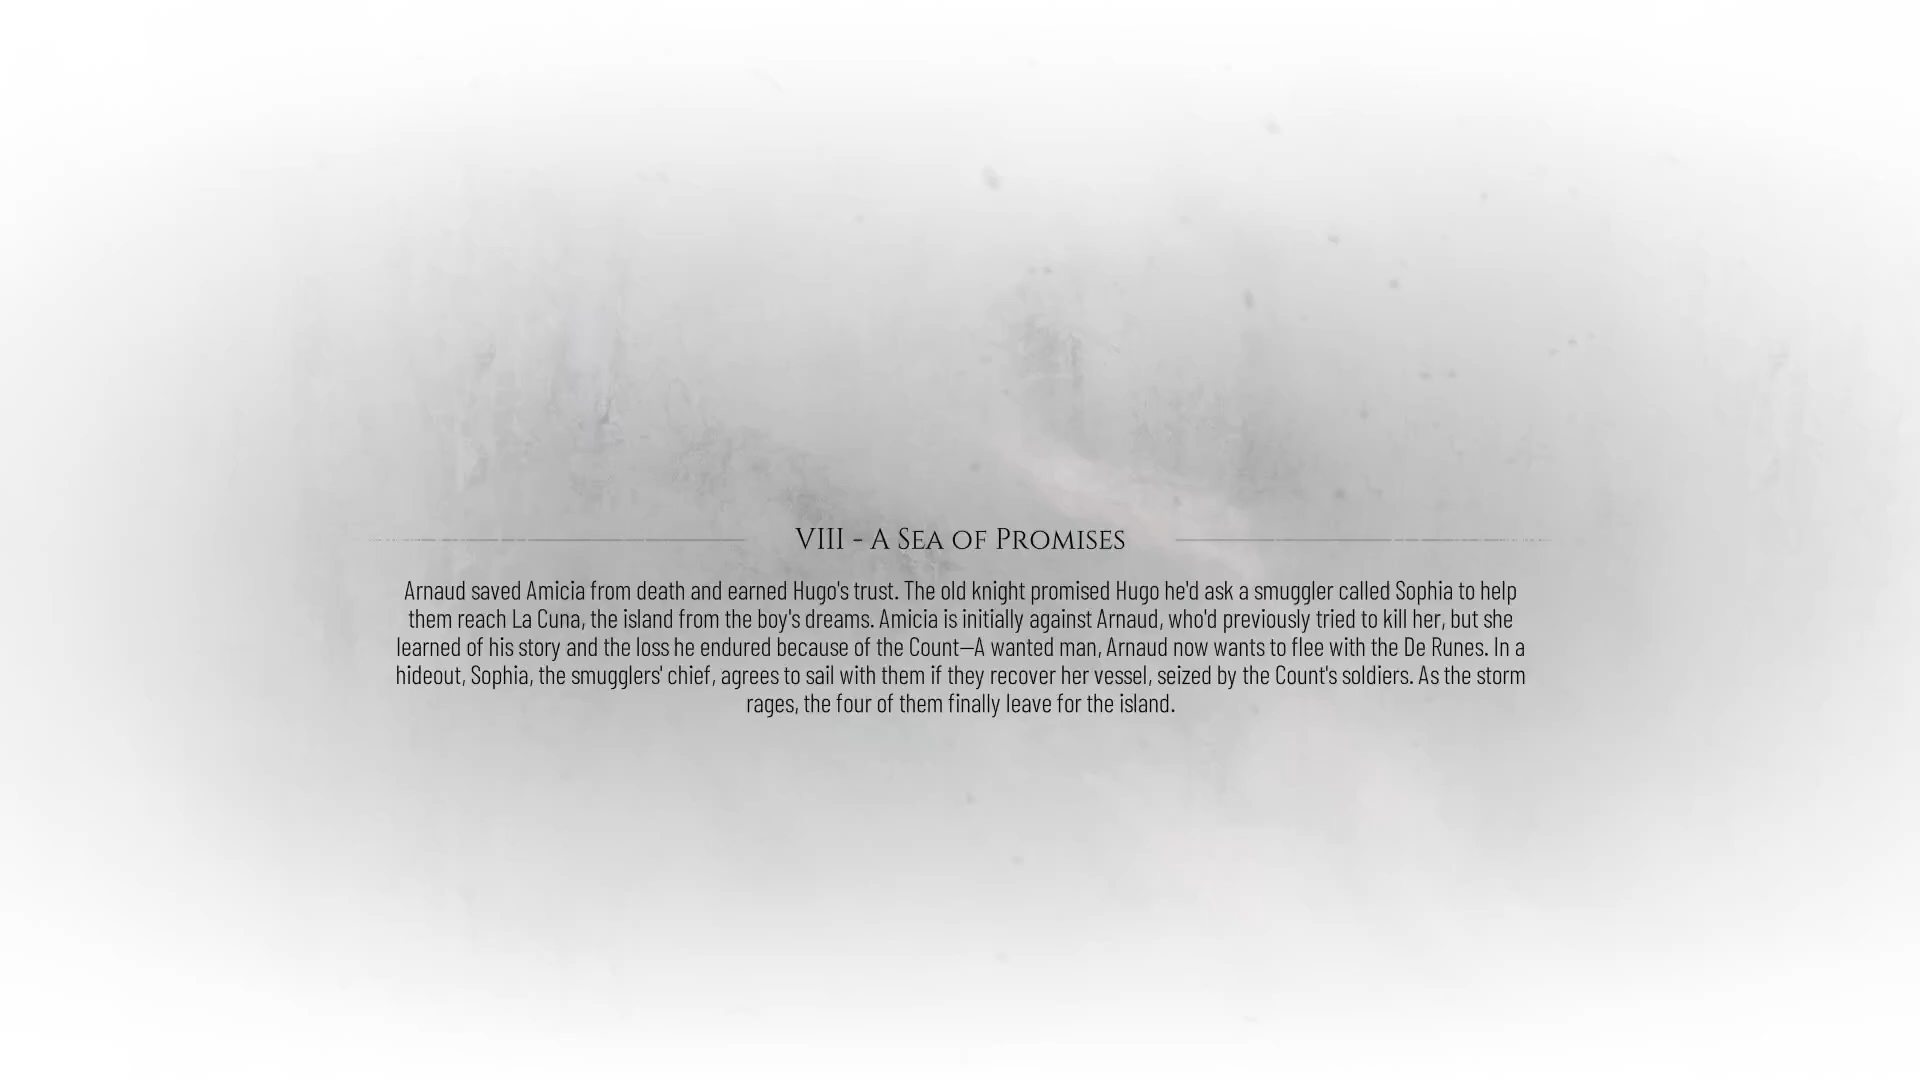 VIII - A Sea of Promises
Arnaud saved Amicia from death and earned Hugo's trust. The old knight promised Hugo he'd ask a smuggler called Sophia to help
them reach La Cuna, the island from the boy's dreams. Amicia is initially against Arnaud, who'd previously tried to kill her, but she
learned of his story and the loss he endured because of the Count—A wanted man, Arnaud now wants to flee with the De Runes. In a
hideout, Sophia, the smugglers' chief, agrees to sail with them if they recover her vessel, seized by the Count's soldiers. As the storm
rages, the four of them finally leave for the island.